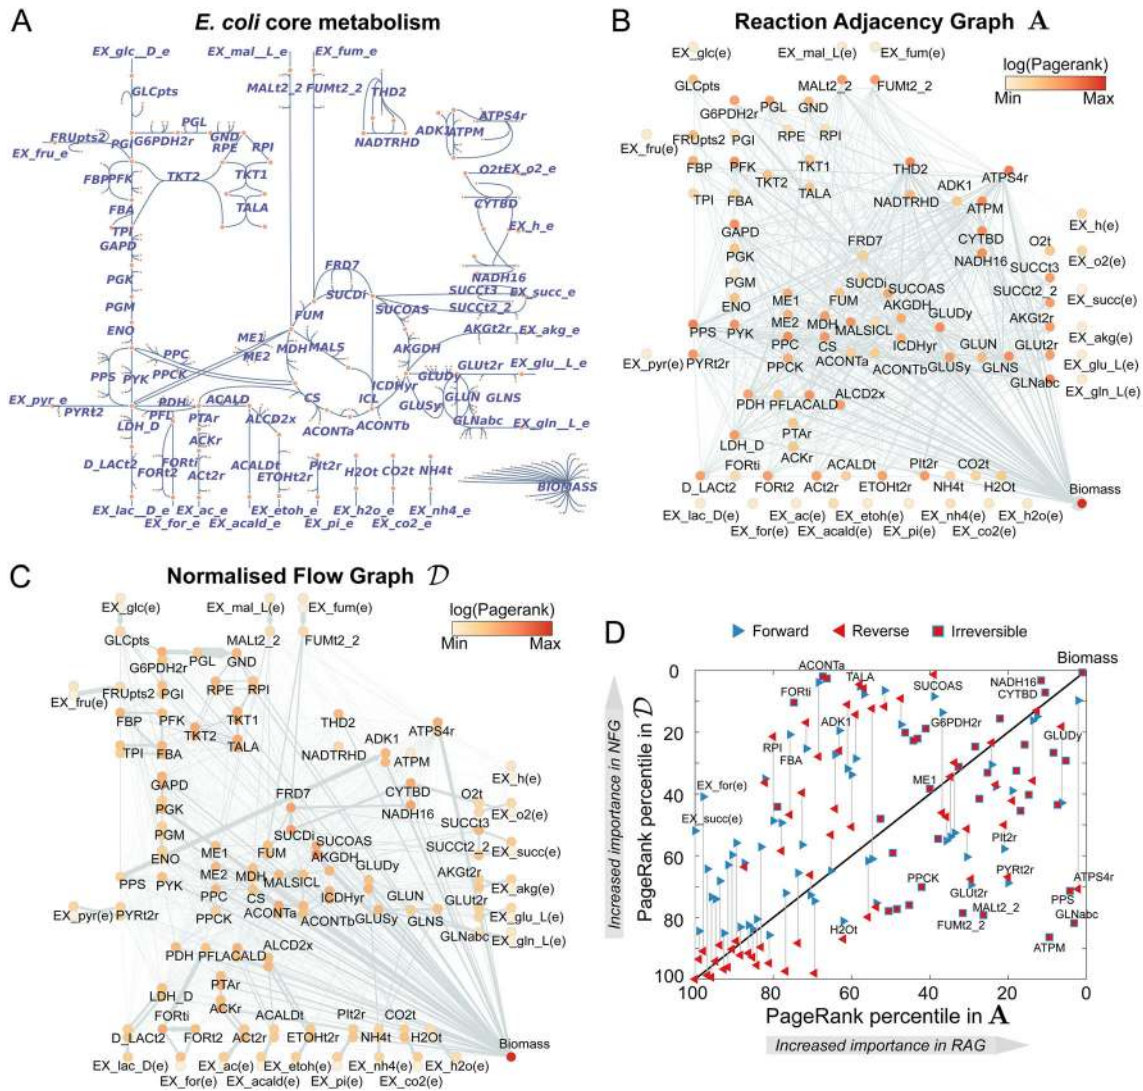 A
E. coli core metabolism
EX_glc__D_e
EX_mal__L_e
EX_fum_e
GLCpts
MALt2_2
FUMt2_2
THD2
NADTRHD
ADK1
ATPM
ATPS4r
FRUpts2
EX_fru_e
PGI
G6PDH2r
PGL
GND
RPE
RPI
FBP
PFK
TKT2
TKT1
TALA
FBA
TPI
GAPD
PGK
PGM
ENO
O2t
EX_o2_e
CYTBD
EX_h_e
NADH16
FRD7
SUCDi
SUCOAS
SUCCt3
SUCCt2_2
EX_succ_e
FUM
ME1
ME2
MDH
MALS
AKGDH
AKGt2r
EX_akg_e
PPC
PPCK
PPS
PYK
ICDHyr
ICL
CS
ACONTa
ACONTb
GLUDy
GLUt2r
EX_glu__L_e
GLUN
GLUSy
GLNS
GLNabc
EX_gln__L_e
EX_pyr_e
PYRt2
PDH
ACALD
LDH_D
PFL
PTAr
ALCD2x
ACKr
D_LACt2
FORti
FORt2
ACt2r
ACALDt
ETOHt2r
PIt2r
H2Ot
CO2t
NH4t
BIOMASS
EX_lac__D_e
EX_for_e
EX_ac_e
EX_acald_e
EX_etoh_e
EX_pi_e
EX_h2o_e
EX_co2_e
EX_nh4_e
B
Reaction Adjacency Graph A
log(Pagerank)
Min Max
EX_glc(e)
EX_mal_L(e)
EX_fum(e)
GLCpts
MALt2_2
FUMt2_2
G6PDH2r
PGL
GND
EX_fru(e)
FRUpts2
PGI
RPE
RPI
FBP
PFK
TKT2
TKT1
TALA
THD2
ADK1
ATPS4r
TPI
FBA
NADTRHD
ATPM
GAPD
CYTBD
O2t
EX_h(e)
PGK
FRD7
NADH16
SUCCt3
EX_o2(e)
PGM
SUCDi
SUCOAS
SUCCt2_2
EX_succ(e)
ENO
ME1
FUM
AKGDH
AKGt2r
PPS
PYK
ME2
MDH
MALS
ICL
GLUDy
EX_akg(e)
PPC
CS
ICDHyr
GLUN
GLUt2r
EX_pyr(e)
PYRt2r
PPCK
ACONTa
ACONTb
GLUSy
GLNS
GLNabc
EX_glu_L(e)
EX_gln_L(e)
PDH
PFL
ACALD
ALCD2x
LDH_D
PTAr
ACKr
FORti
ACALDt
PIt2r
CO2t
D_LACt2
FORt2
ACt2r
ETOHt2r
NH4t
H2Ot
Biomass
EX_lac_D(e)
EX_ac(e)
EX_etoh(e)
EX_nh4(e)
EX_h2o(e)
EX_for(e)
EX_acald(e)
EX_pi(e)
EX_co2(e)
C
Normalised Flow Graph 𝒟
log(Pagerank)
Min Max
EX_glc(e)
EX_mal_L(e)
EX_fum(e)
GLCpts
MALt2_2
FUMt2_2
G6PDH2r
PGL
GND
EX_fru(e)
FRUpts2
PGI
RPE
RPI
FBP
PFK
TKT2
TKT1
TALA
THD2
ADK1
ATPS4r
TPI
FBA
NADTRHD
ATPM
GAPD
CYTBD
O2t
EX_h(e)
PGK
FRD7
NADH16
SUCCt3
EX_o2(e)
PGM
SUCDi
SUCOAS
SUCCt2_2
EX_succ(e)
ENO
ME1
FUM
AKGDH
GLUDy
AKGt2r
PPS
PYK
ME2
MDH
MALS
ICL
ICDHyr
GLUN
EX_akg(e)
PPC
CS
GLUt2r
EX_pyr(e)
PYRt2r
PPCK
ACONTa
ACONTb
GLUSy
GLNS
GLNabc
EX_glu_L(e)
EX_gln_L(e)
PDH
PFL
ACALD
ALCD2x
LDH_D
PTAr
ACKr
FORti
ACALDt
PIt2r
CO2t
D_LACt2
FORt2
ACt2r
ETOHt2r
NH4t
H2Ot
Biomass
EX_lac_D(e)
EX_ac(e)
EX_etoh(e)
EX_nh4(e)
EX_h2o(e)
EX_for(e)
EX_acald(e)
EX_pi(e)
EX_co2(e)
D
Forward Reverse Irreversible
Biomass
ACONTa
TALA
SUCOAS
NADH16
CYTBD
FORti
ADK1
G6PDH2r
GLUDy
RPI
FBA
ME1
EX_for(e)
EX_succ(e)
PIt2r
PPCK
GLUt2r
PYRt2r
ATPS4r
PPS
H2Ot
FUMt2_2
MALt2_2
GLNabc
ATPM
0
20
40
60
80
100
100 80 60 40 20 0
PageRank percentile in 𝒟
Increased importance in NFG
PageRank percentile in A
Increased importance in RAG